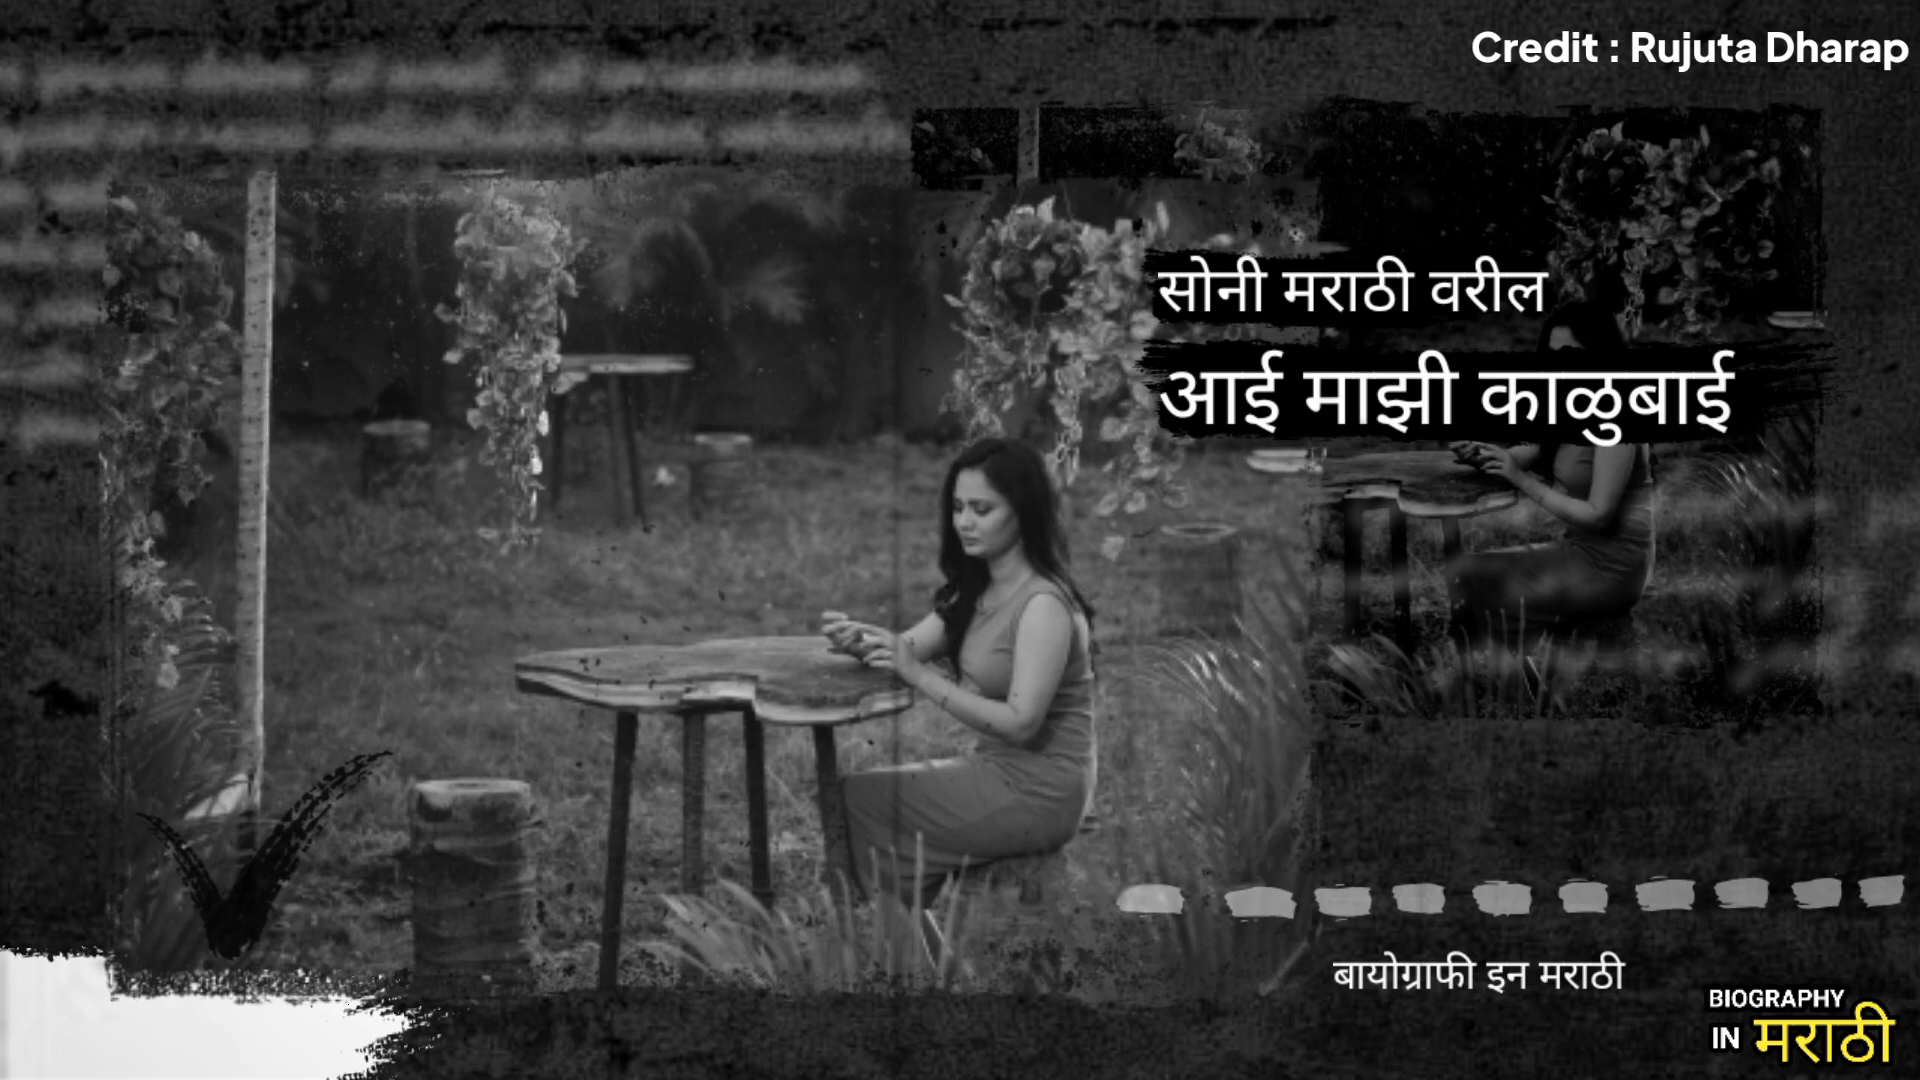 Credit : Rujuta Dharap
सोनी मराठी वरील
आई माझी काळुबाई
बायोग्राफी इन मराठी
BIOGRAPHY
IN मराठी